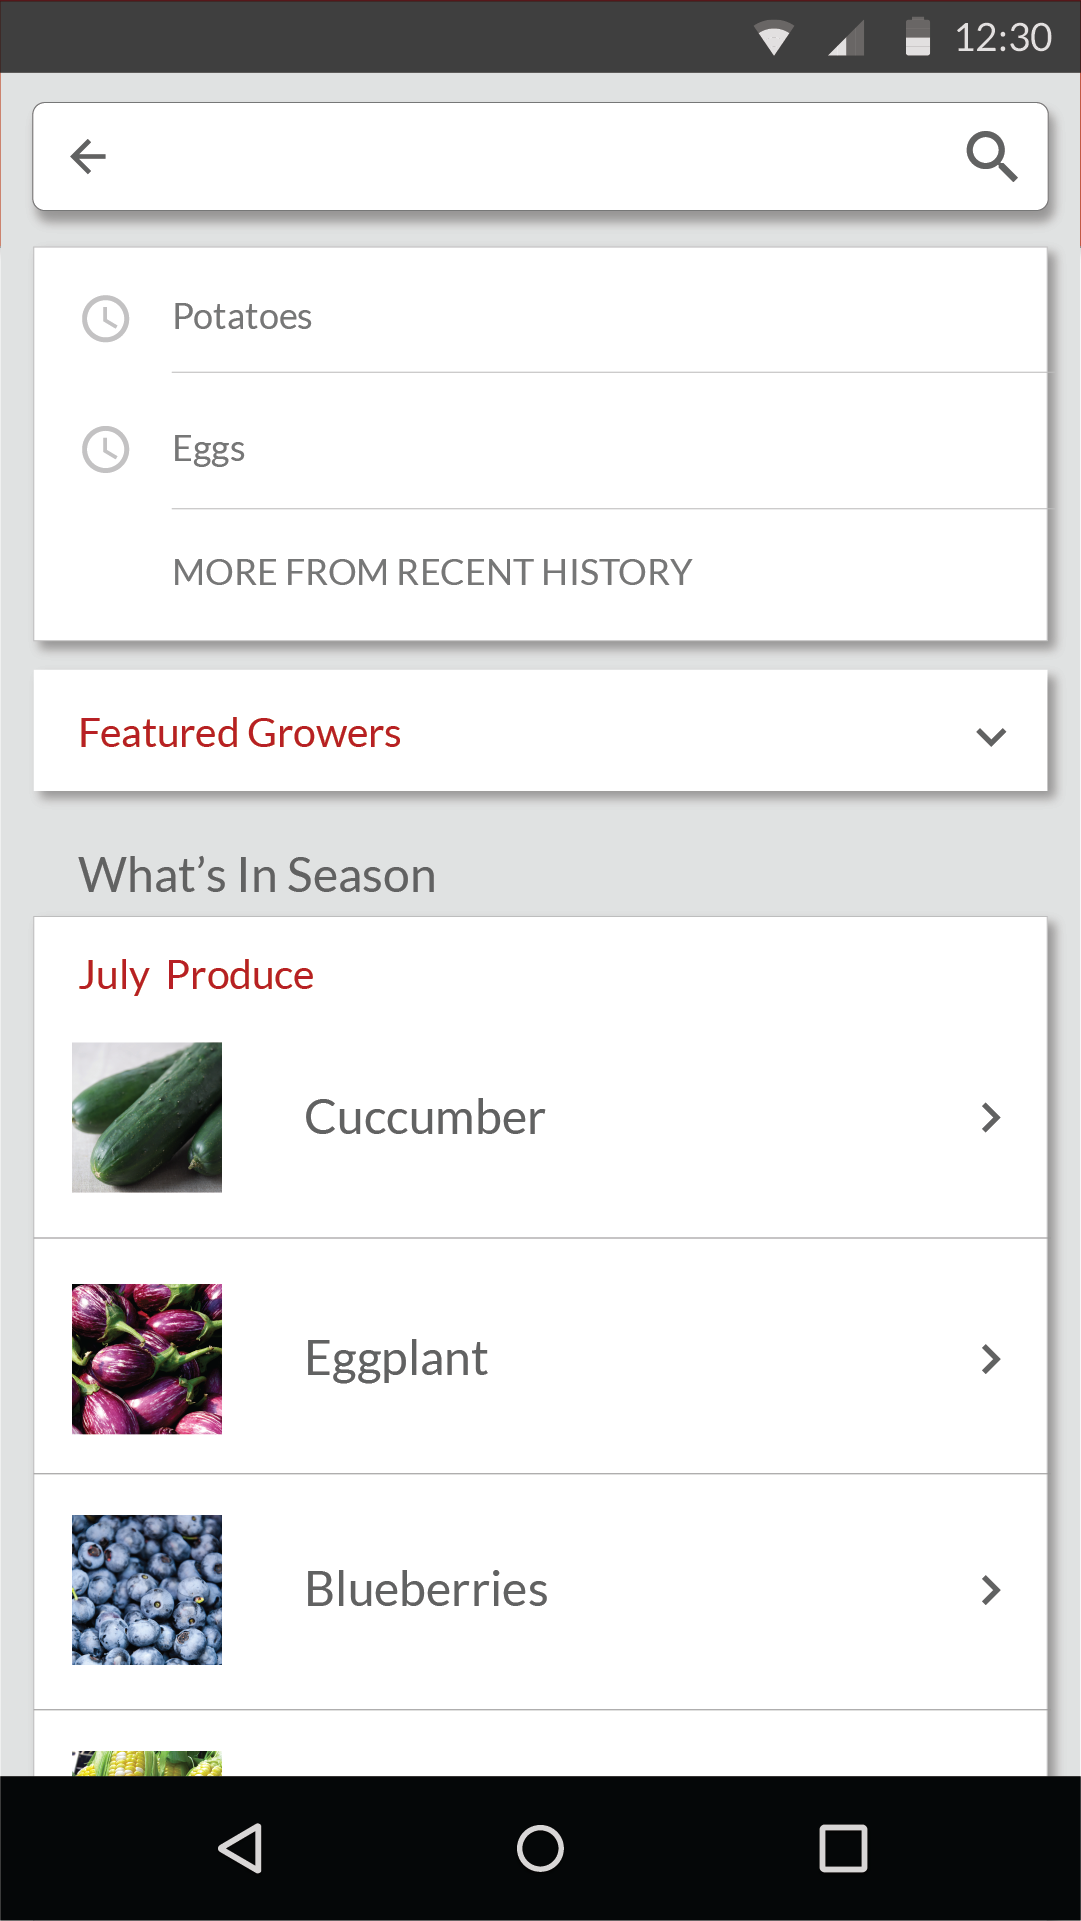 12:30
Potatoes
Eggs
MORE FROM RECENT HISTORY
Featured Growers
What’s In Season
July Produce
Cuccumber
Eggplant
Blueberries